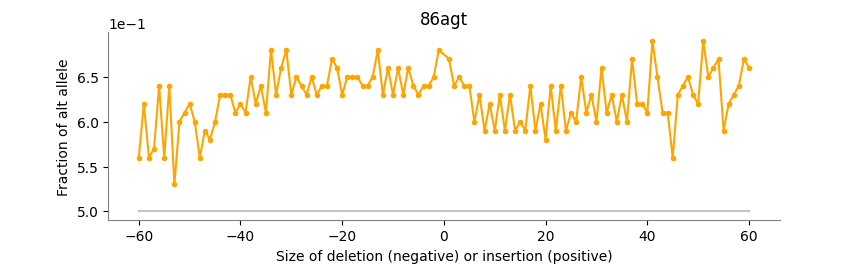 86agt
1e−1
Fraction of alt allele
6.5
6.0
5.5
5.0
−60 −40 −20 0 20 40 60
Size of deletion (negative) or insertion (positive)